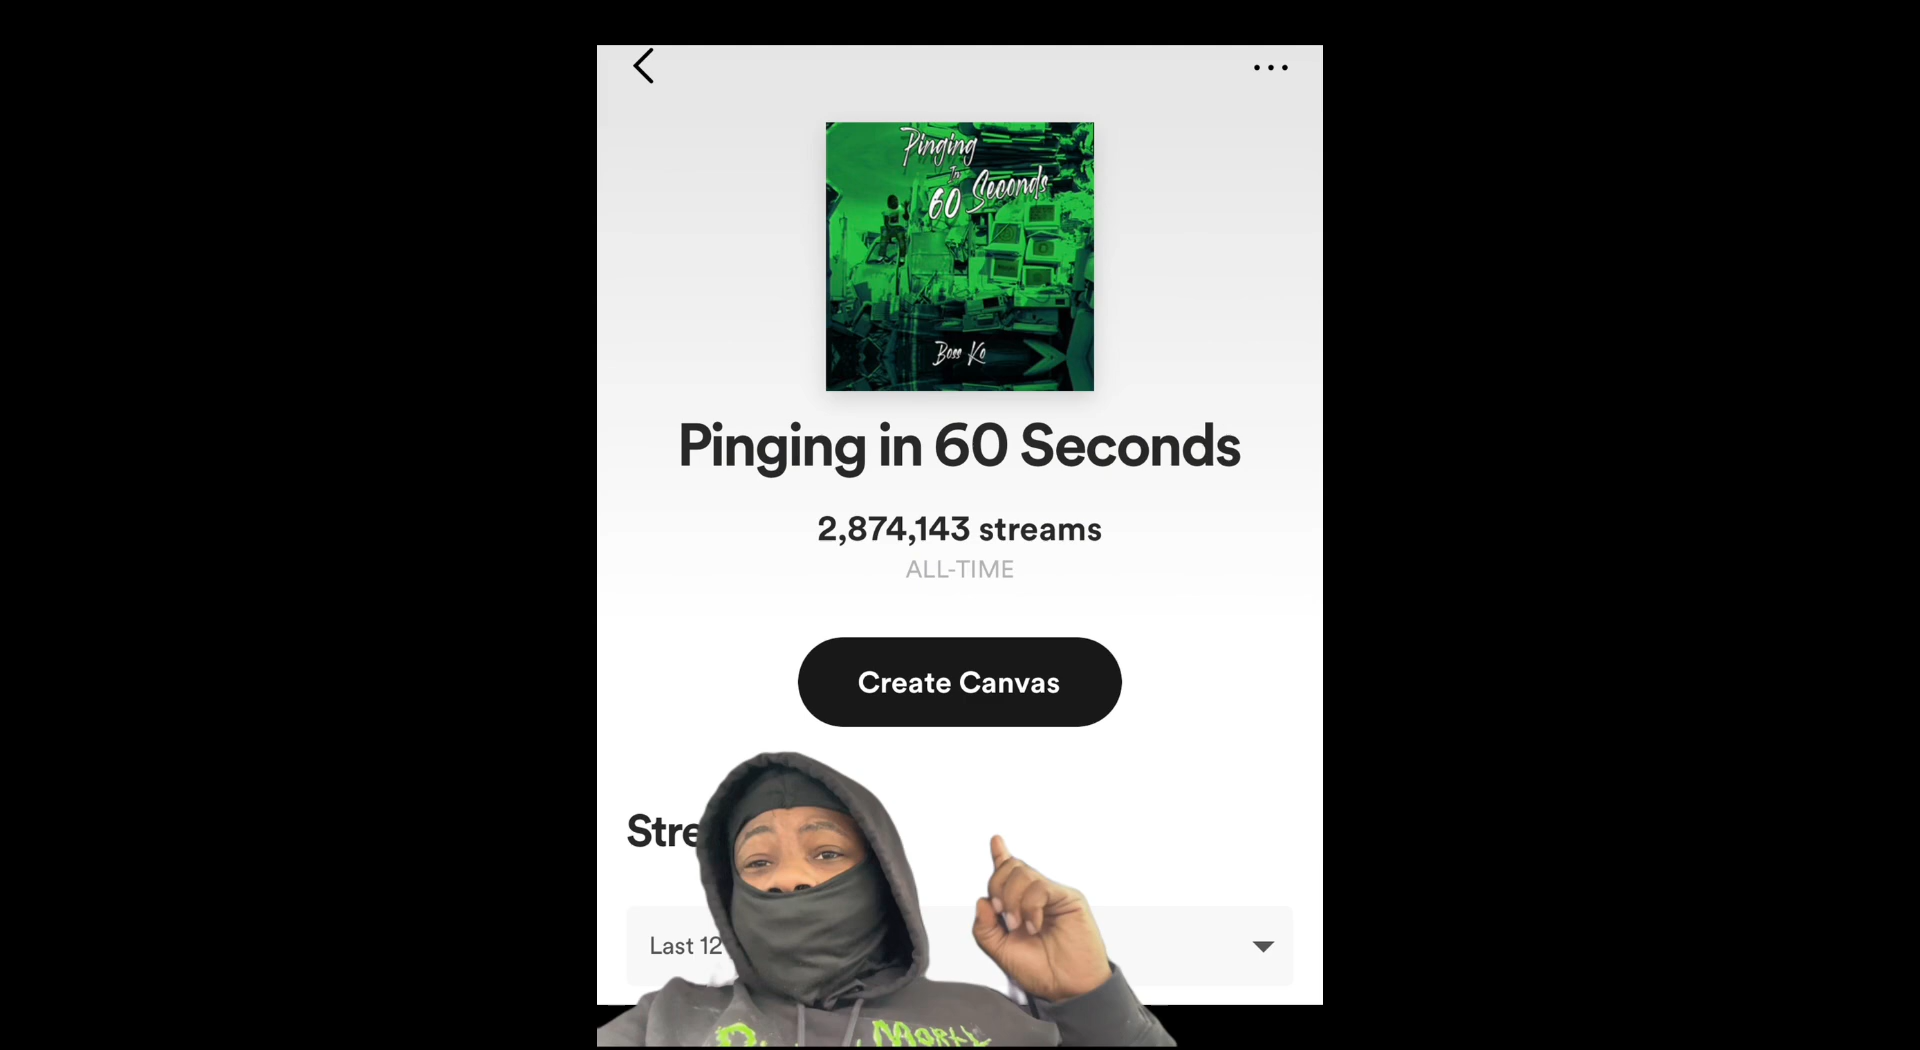 Pinging
In
60 Seconds
Boss Ko
Pinging in 60 Seconds
2,874,143 streams
ALL-TIME
Create Canvas
Stre
Last 12